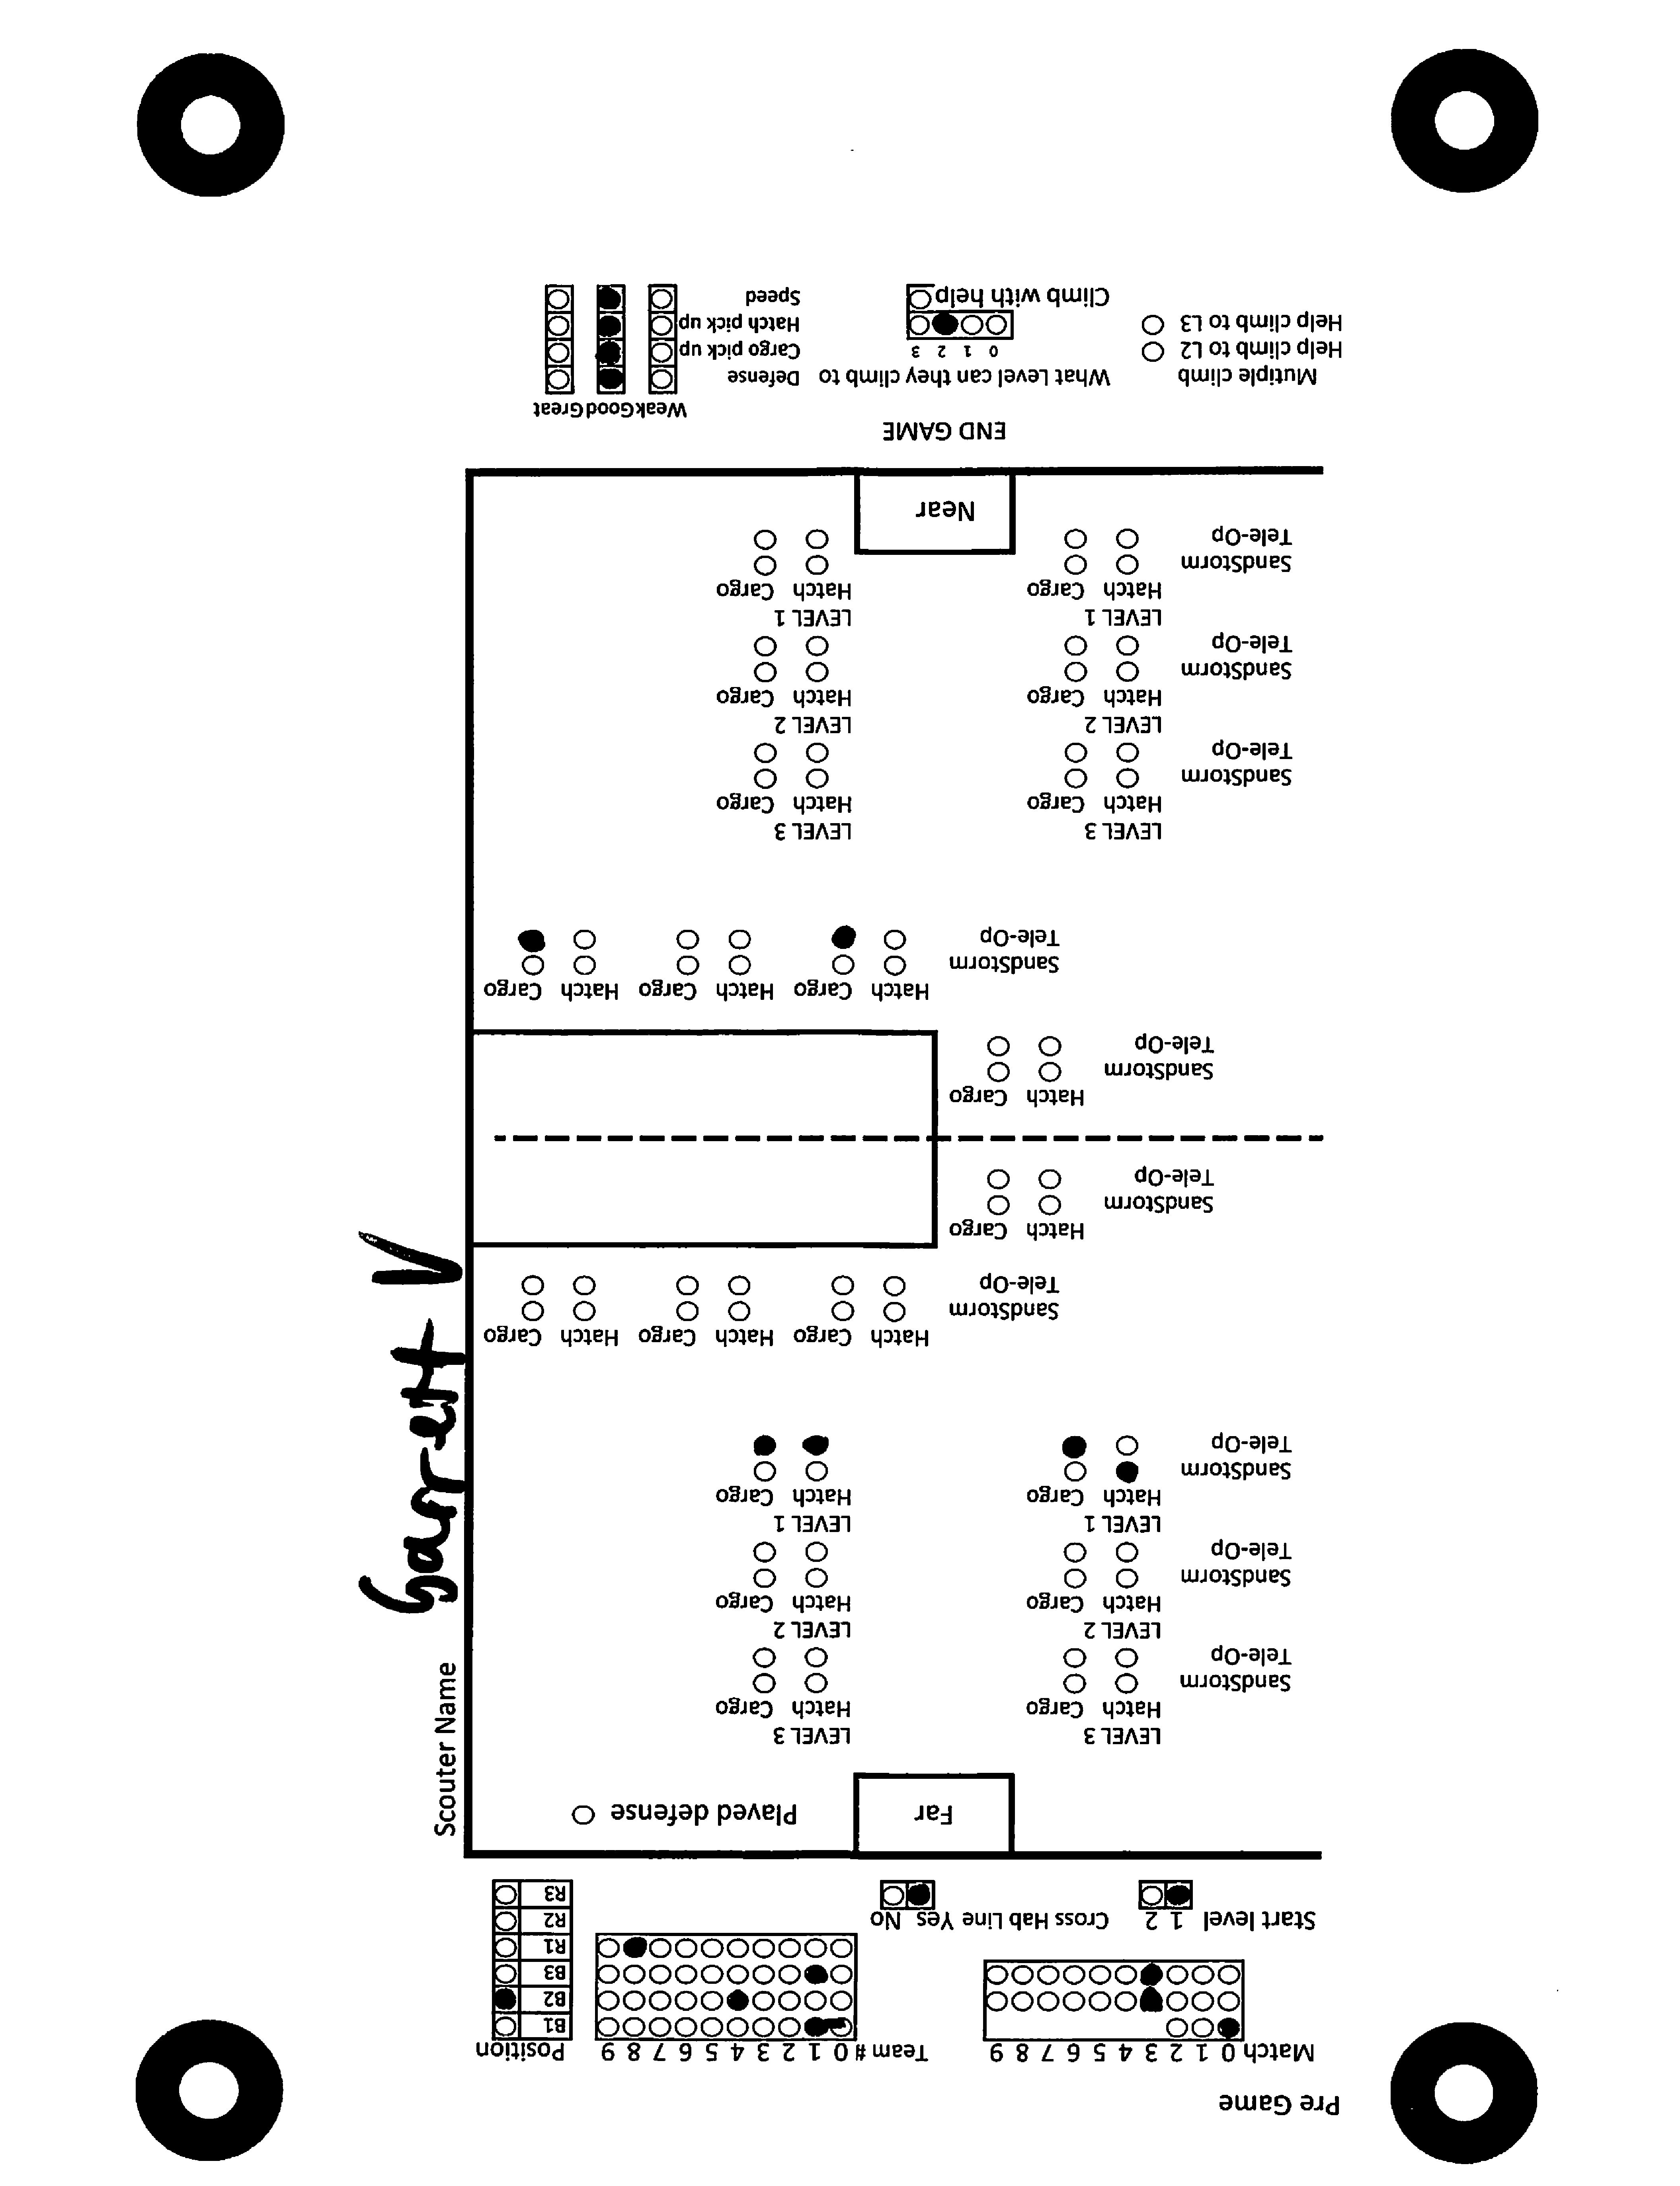 Pre Game
Match 0 1 2 3 4 5 6 7 8 9
Team # 0 1 2 3 4 5 6 7 8 9
Position
B1
B2
B3
R1
R2
R3
Start level 1 2
Cross Hab Line Yes No
Far
Played defense
Scouter Name
Garrett V
LEVEL 3 LEVEL 3
Hatch Cargo Hatch Cargo
SandStorm
Tele-Op
LEVEL 2 LEVEL 2
Hatch Cargo Hatch Cargo
SandStorm
Tele-Op
LEVEL 1 LEVEL 1
Hatch Cargo Hatch Cargo
SandStorm
Tele-Op
Hatch Cargo Hatch Cargo Hatch Cargo
SandStorm
Tele-Op
Hatch Cargo
SandStorm
Tele-Op
Hatch Cargo
SandStorm
Tele-Op
Hatch Cargo Hatch Cargo Hatch Cargo
SandStorm
Tele-Op
LEVEL 3 LEVEL 3
Hatch Cargo Hatch Cargo
SandStorm
Tele-Op
LEVEL 2 LEVEL 2
Hatch Cargo Hatch Cargo
SandStorm
Tele-Op
LEVEL 1 LEVEL 1
Hatch Cargo Hatch Cargo
SandStorm
Tele-Op
Near
END GAME
Mutiple climb
Help climb to L2
Help climb to L3
What Level can they climb to
0 1 2 3
Climb with help
Weak Good Great
Defense
Cargo pick up
Hatch pick up
Speed